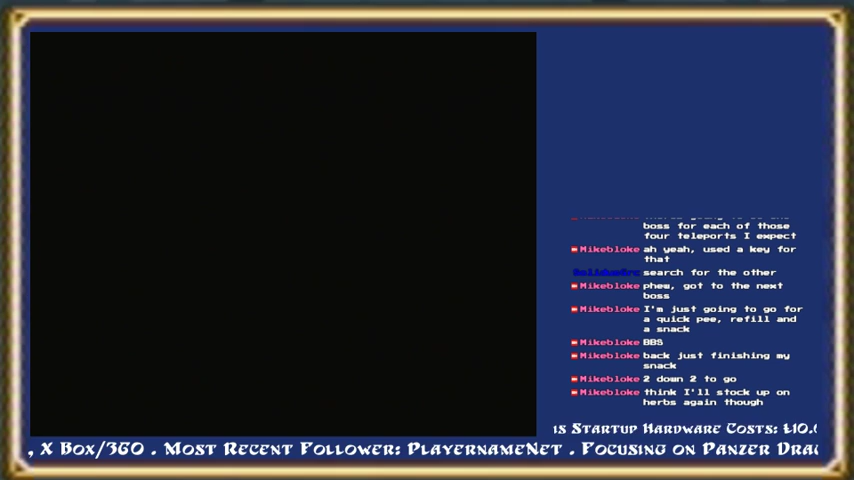 boss for each of those
four teleports I expect
Mikebloke ah yeah, used a key for
that
search for the other
Mikebloke phew, got to the next
boss
Mikebloke I'm just going to go for
a quick pee, refill and
a snack
Mikebloke BBS
Mikebloke back just finishing my
snack
Mikebloke 2 down 2 to go
Mikebloke think I'll stock up on
herbs again though
is Startup Hardware Costs: £10.
, X Box/360 . Most Recent Follower: PlayernameNet . Focusing on Panzer